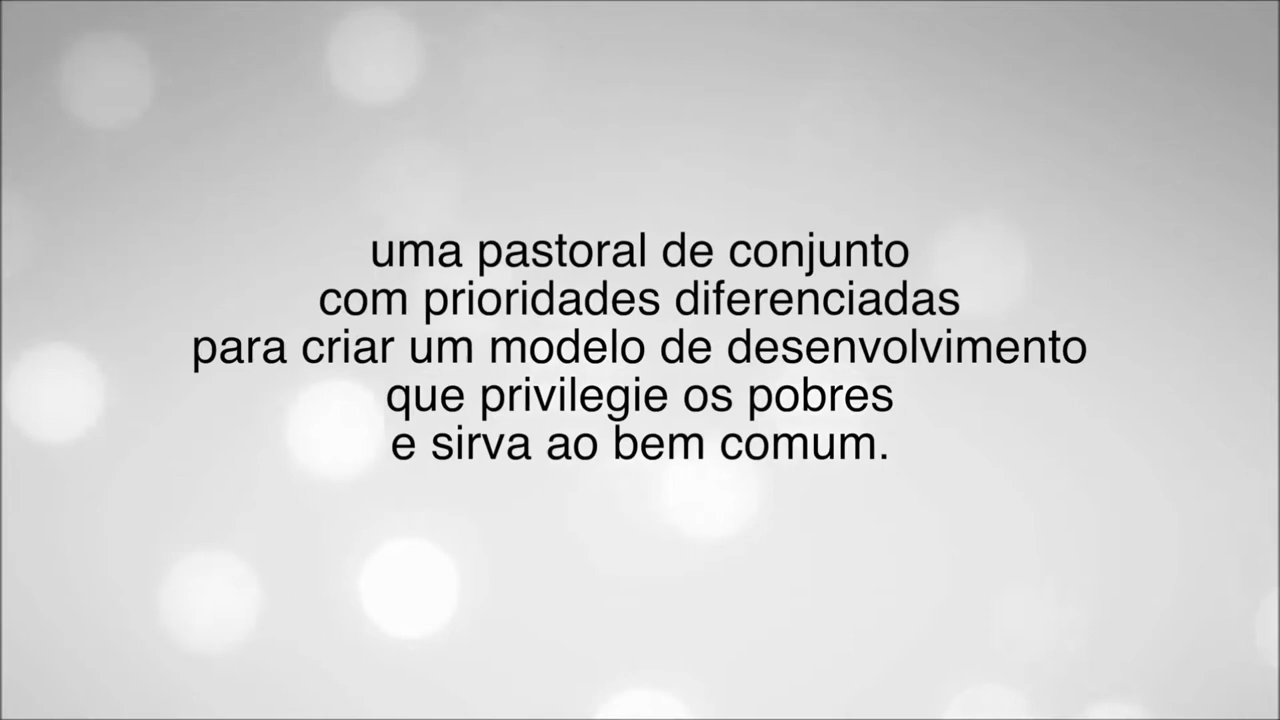 uma pastoral de conjunto
com prioridades diferenciadas
para criar um modelo de desenvolvimento
que privilegie os pobres
e sirva ao bem comum.